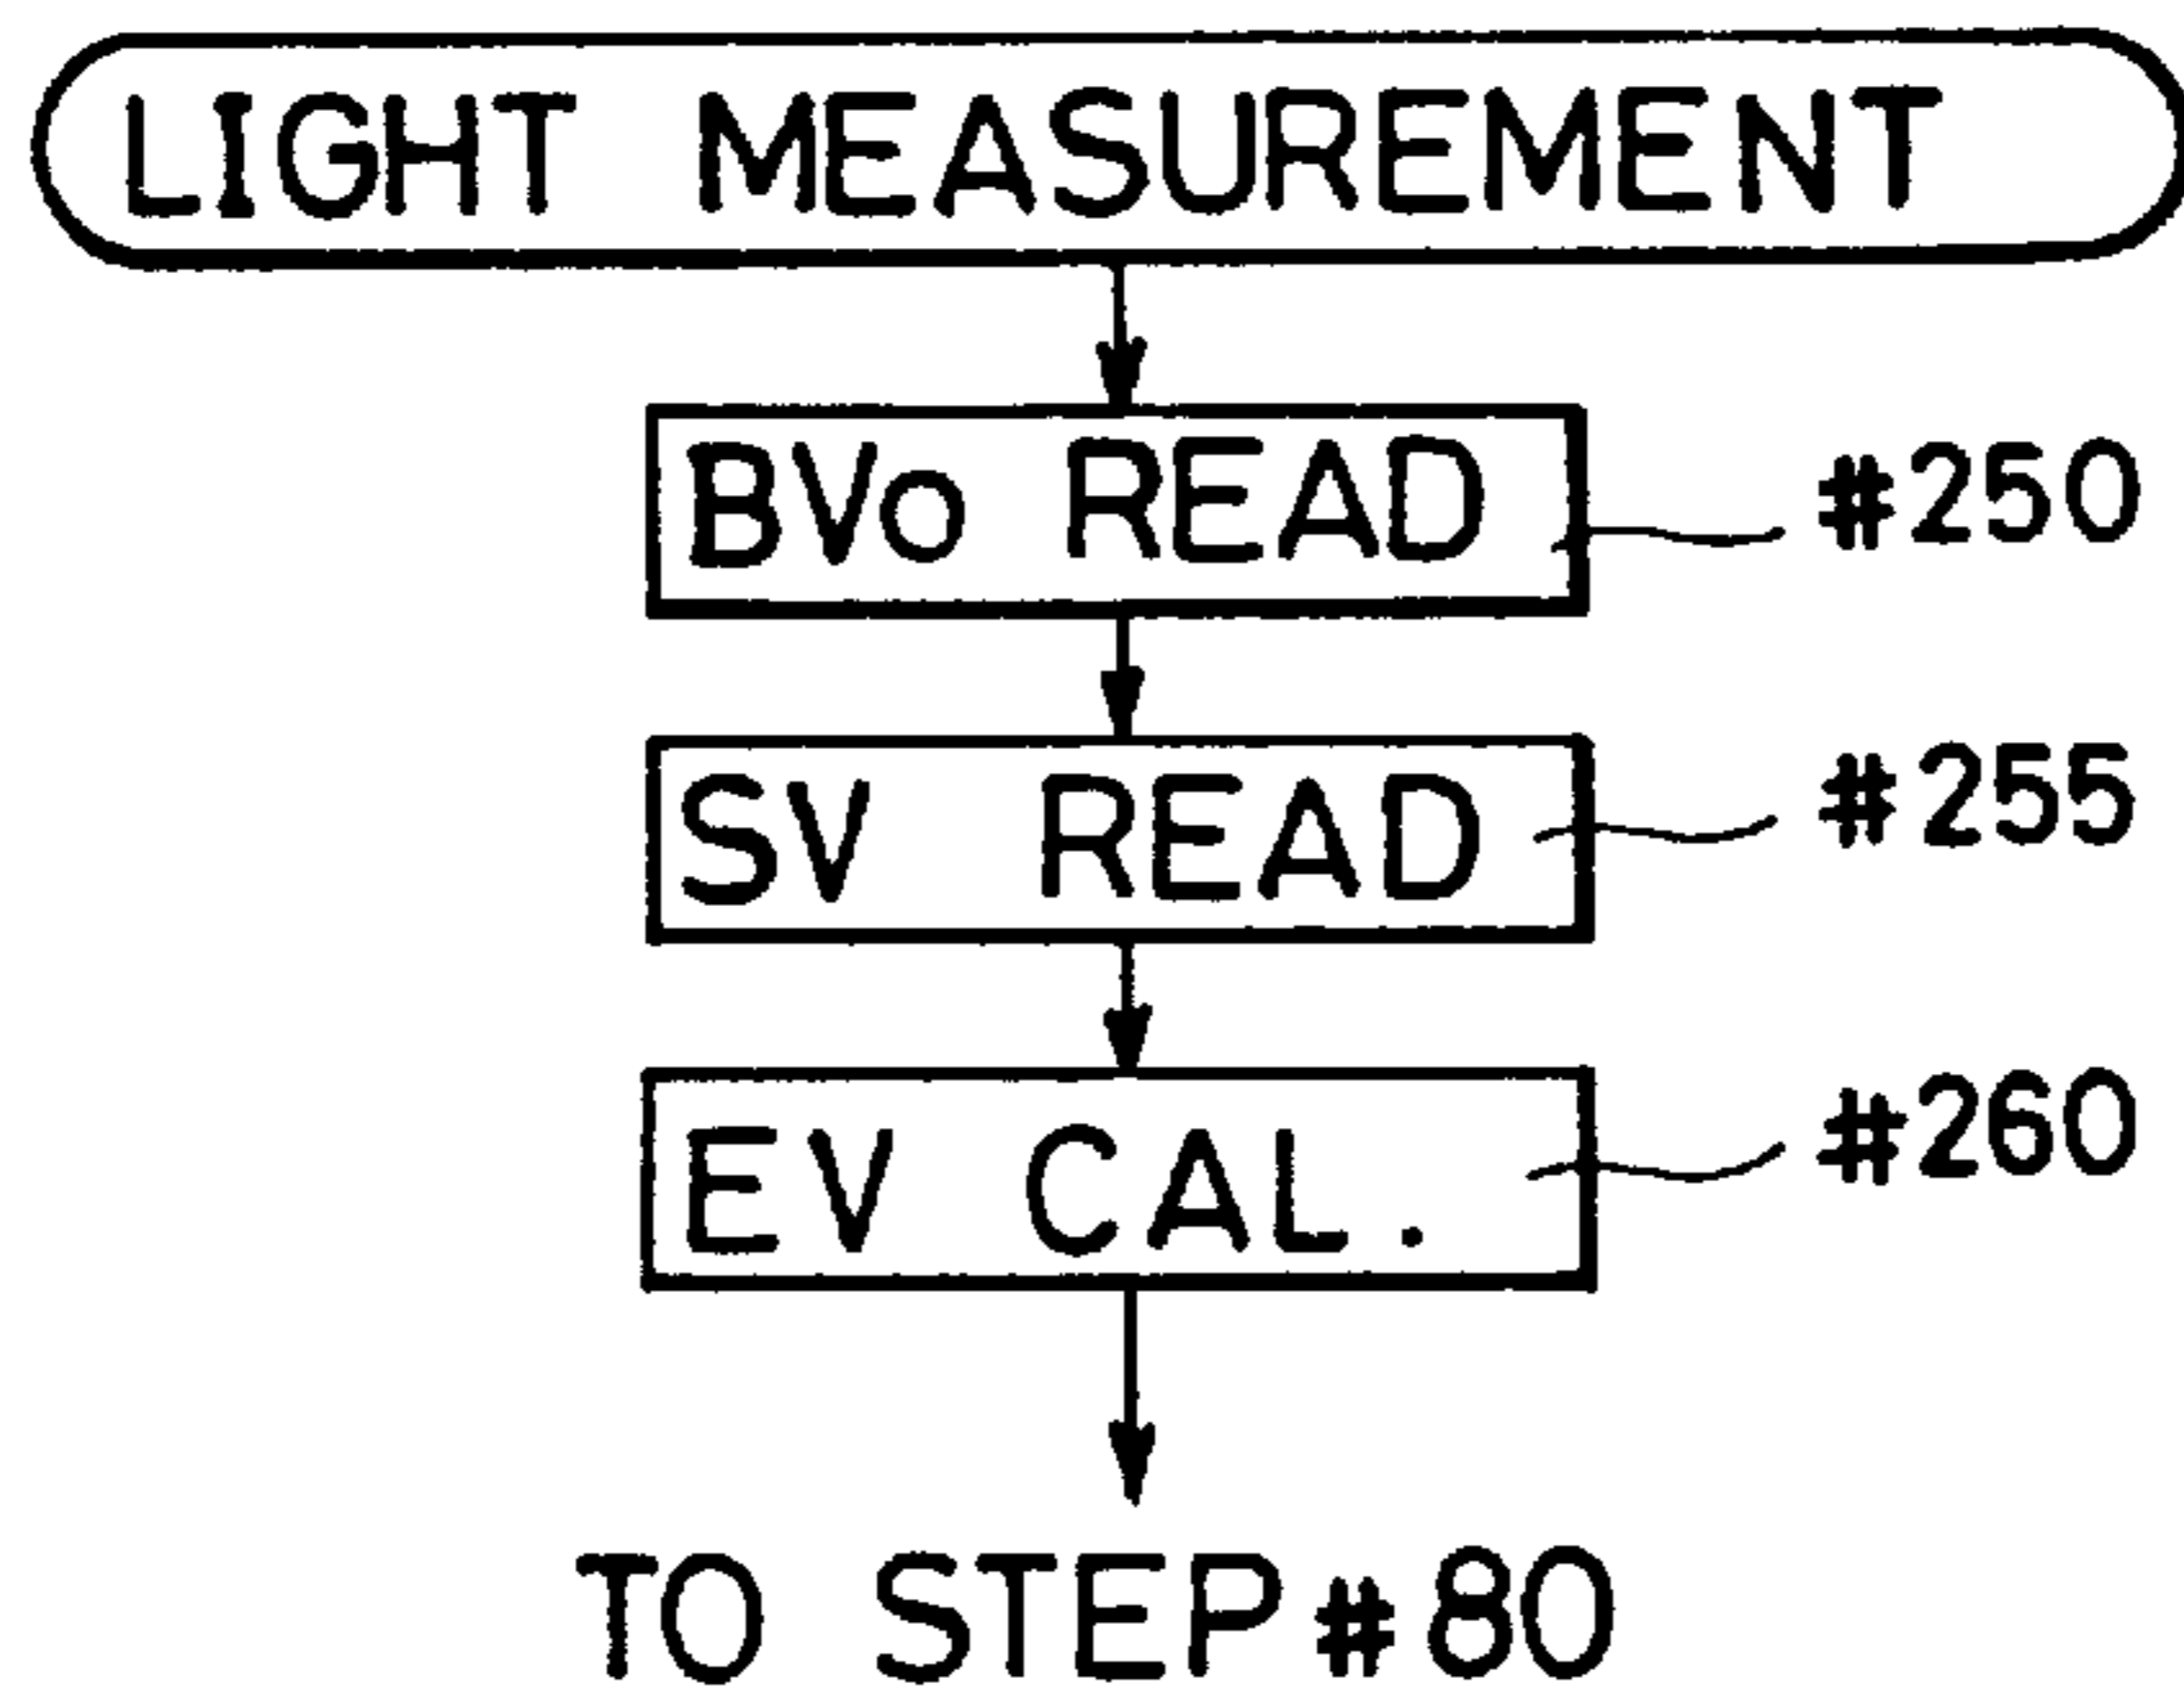 LIGHT MEASUREMENT
BVo READ #250
SV READ #255
EV CAL. #260
TO STEP #80